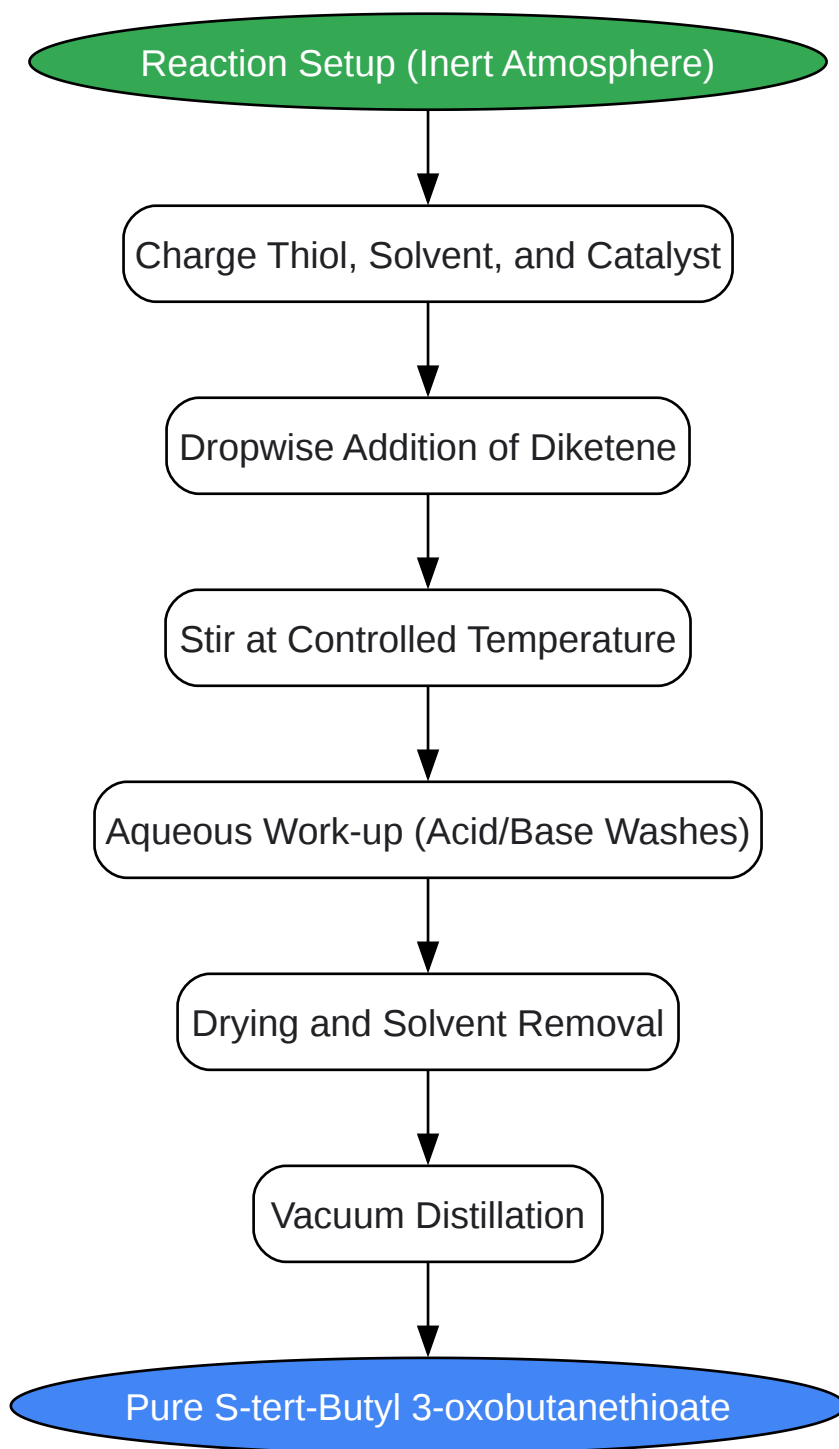 Reaction Setup (Inert Atmosphere)
Charge Thiol, Solvent, and Catalyst
Dropwise Addition of Diketene
Stir at Controlled Temperature
Aqueous Work-up (Acid/Base Washes)
Drying and Solvent Removal
Vacuum Distillation
Pure S-tert-Butyl 3-oxobutanethioate